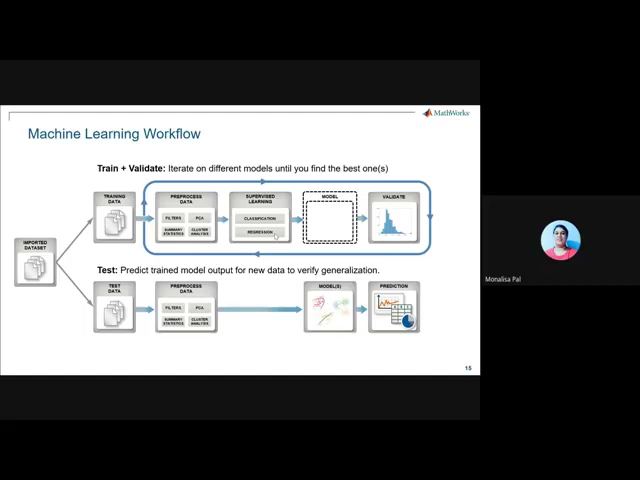 MathWorks
Machine Learning Workflow
Train + Validate: Iterate on different models until you find the best one(s)
TRAINING DATA
PREPROCESS DATA
SUPERVISED LEARNING
MODEL
VALIDATE
FILTERS
PCA
CLASSIFICATION
SUMMARY STATISTICS
CLUSTER ANALYSIS
REGRESSION
IMPORTED DATASET
Test: Predict trained model output for new data to verify generalization.
TEST DATA
PREPROCESS DATA
MODEL(S)
PREDICTION
FILTERS
PCA
SUMMARY STATISTICS
CLUSTER ANALYSIS
15
Monalisa Pal